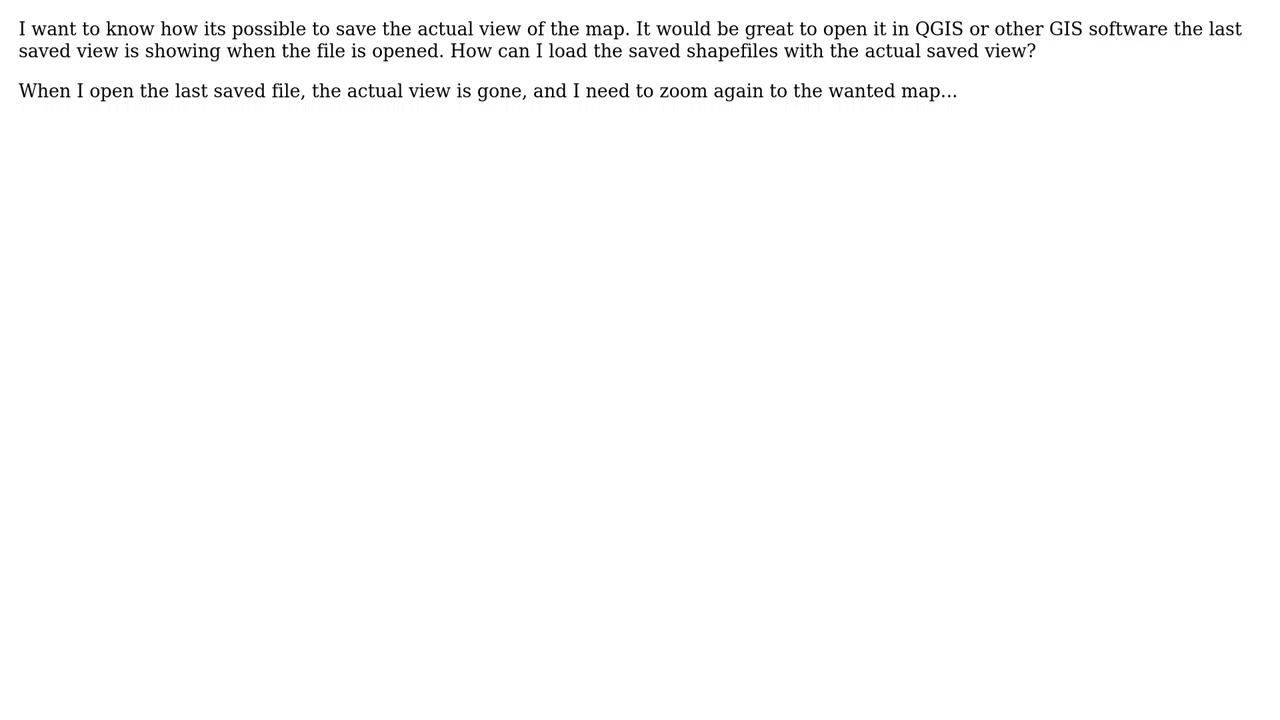 I want to know how its possible to save the actual view of the map. It would be great to open it in QGIS or other GIS software the last
saved view is showing when the file is opened. How can I load the saved shapefiles with the actual saved view?
When I open the last saved file, the actual view is gone, and I need to zoom again to the wanted map...